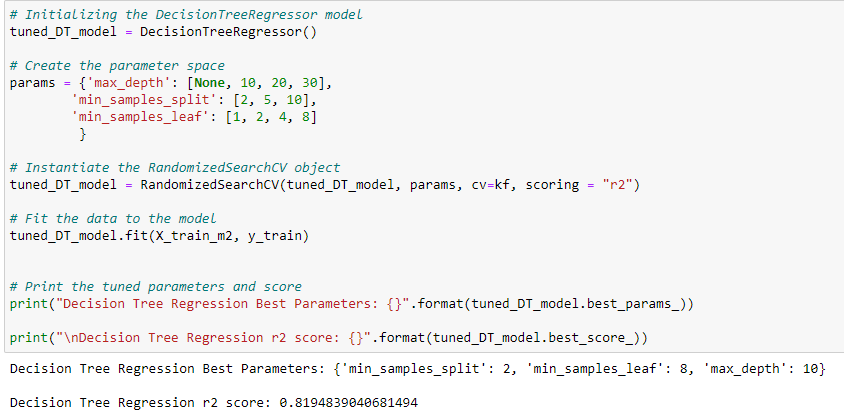 # Initializing the DecisionTreeRegressor model
tuned_DT_model = DecisionTreeRegressor()
# Create the parameter space
params = {'max_depth': [None, 10, 20, 30],
'min_samples_split': [2, 5, 10],
'min_samples_leaf': [1, 2, 4, 8]
}
# Instantiate the RandomizedSearchCV object
tuned_DT_model = RandomizedSearchCV(tuned_DT_model, params, cv=kf, scoring = "r2")
# Fit the data to the model
tuned_DT_model.fit(X_train_m2, y_train)
# Print the tuned parameters and score
print("Decision Tree Regression Best Parameters: {}".format(tuned_DT_model.best_params_))
print("\nDecision Tree Regression r2 score: {}".format(tuned_DT_model.best_score_))
Decision Tree Regression Best Parameters: {'min_samples_split': 2, 'min_samples_leaf': 8, 'max_depth': 10}
Decision Tree Regression r2 score: 0.8194839040681494